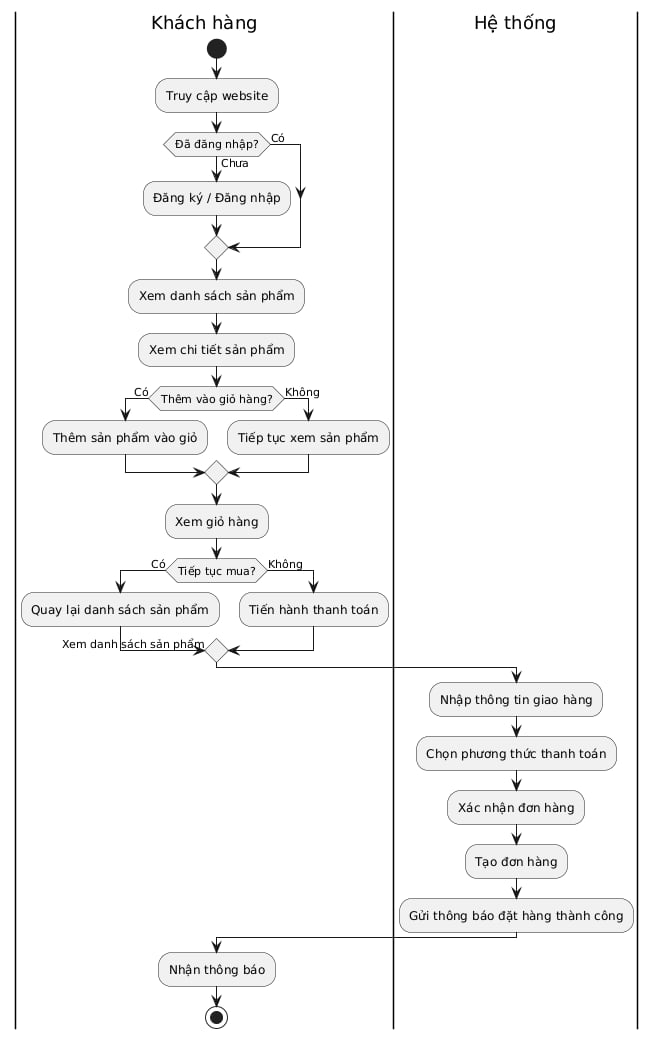 Khách hàng
Hệ thống
Truy cập website
Đã đăng nhập?
Có
Chưa
Đăng ký / Đăng nhập
Xem danh sách sản phẩm
Xem chi tiết sản phẩm
Có
Thêm vào giỏ hàng?
Không
Thêm sản phẩm vào giỏ
Tiếp tục xem sản phẩm
Xem giỏ hàng
Có
Tiếp tục mua?
Không
Quay lại danh sách sản phẩm
Tiến hành thanh toán
Xem danh sách sản phẩm
Nhập thông tin giao hàng
Chọn phương thức thanh toán
Xác nhận đơn hàng
Tạo đơn hàng
Gửi thông báo đặt hàng thành công
Nhận thông báo